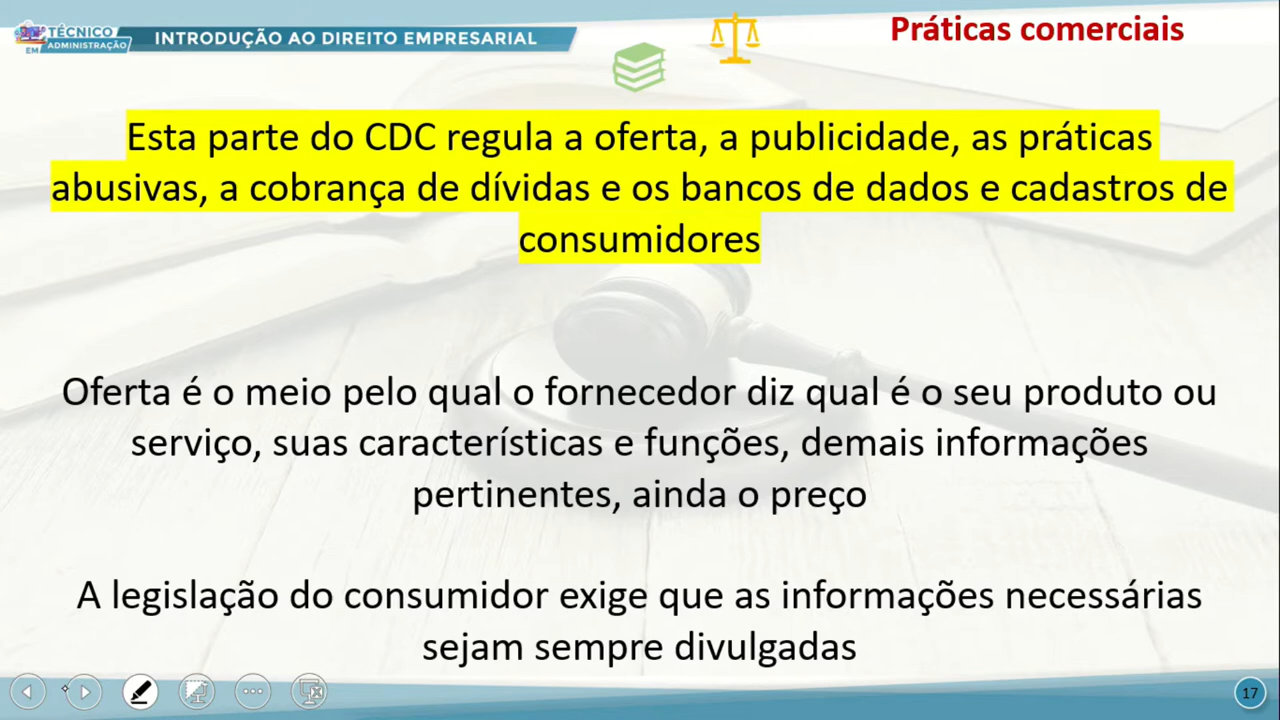 TÉCNICO
EM ADMINISTRAÇÃO
INTRODUÇÃO AO DIREITO EMPRESARIAL
Práticas comerciais
Esta parte do CDC regula a oferta, a publicidade, as práticas
abusivas, a cobrança de dívidas e os bancos de dados e cadastros de
consumidores
Oferta é o meio pelo qual o fornecedor diz qual é o seu produto ou
serviço, suas características e funções, demais informações
pertinentes, ainda o preço
A legislação do consumidor exige que as informações necessárias
sejam sempre divulgadas
17